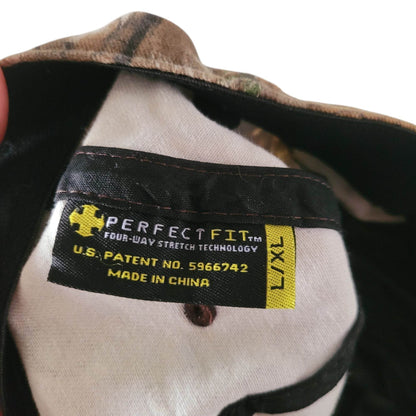 PERFECTFIT™
FOUR-WAY STRETCH TECHNOLOGY
U.S. PATENT NO. 5966742
MADE IN CHINA
L/XL